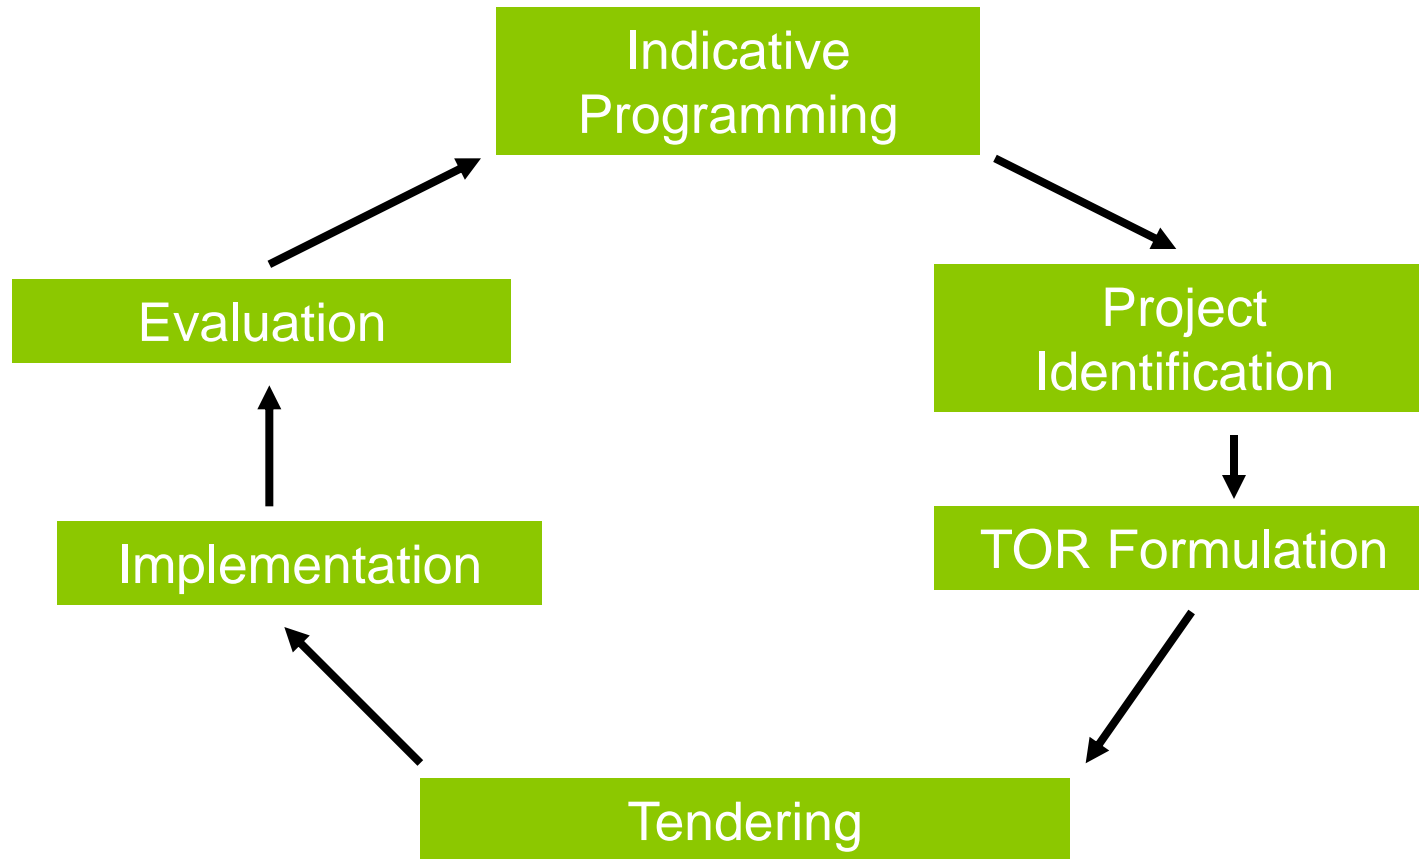 Indicative
Programming
Project
Identification
TOR Formulation
Tendering
Implementation
Evaluation